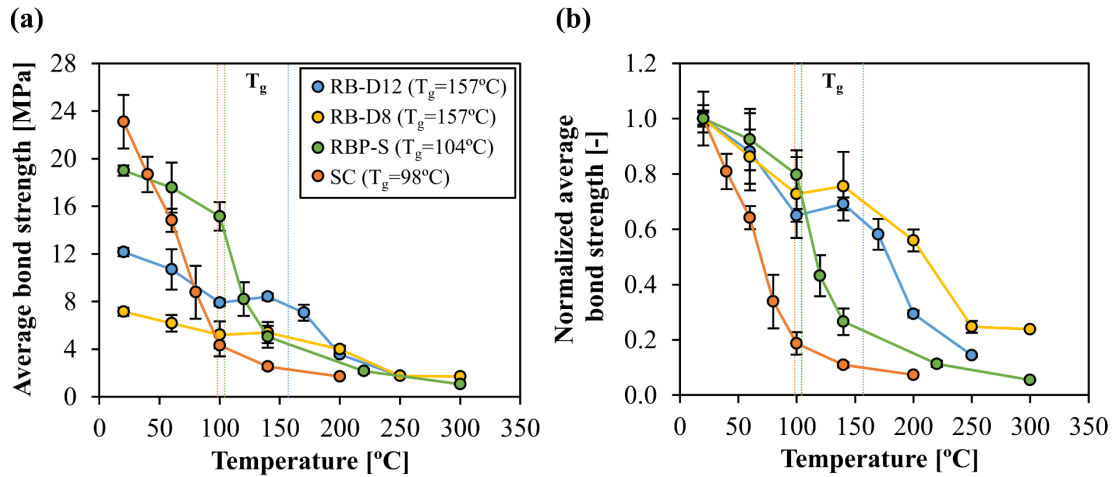 (a)
Average bond strength [MPa]
28
24
20
16
12
8
4
0
Tg
RB-D12 (Tg=157ºC)
RB-D8 (Tg=157ºC)
RBP-S (Tg=104ºC)
SC (Tg=98ºC)
0 50 100 150 200 250 300
Temperature [ºC]
(b)
Normalized average
bond strength [-]
1.2
1.0
0.8
0.6
0.4
0.2
0.0
Tg
0 50 100 150 200 250 300 350
Temperature [ºC]